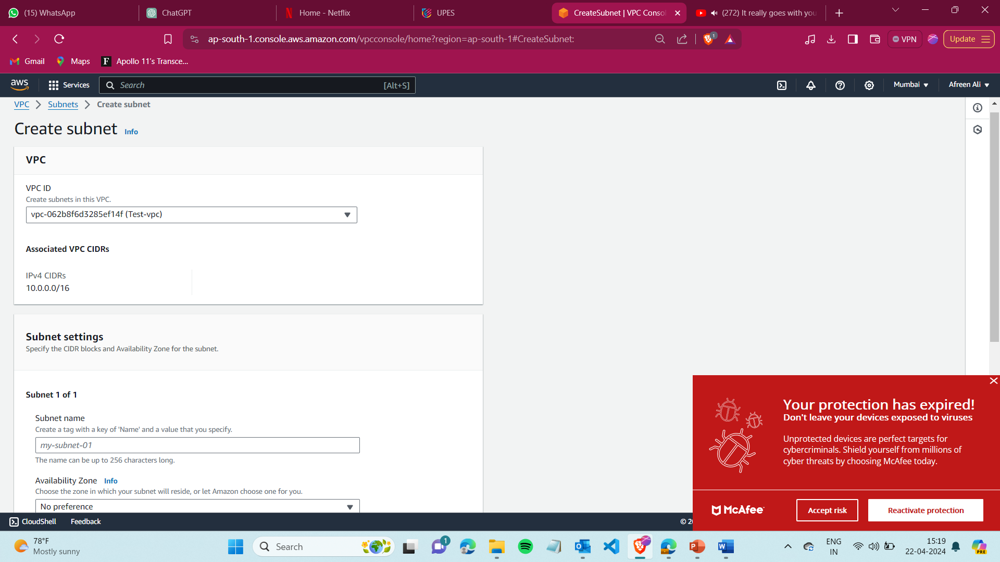 (15) WhatsApp
ChatGPT
Home - Netflix
UPES
CreateSubnet | VPC Consol
(272) It really goes with you
ap-south-1.console.aws.amazon.com/vpcconsole/home?region=ap-south-1#CreateSubnet:
1
VPN
Update
Gmail
Maps
F
Apollo 11's Transce...
aws
Services
Search
[Alt+S]
Mumbai
Afreen Ali
VPC
Subnets
Create subnet
Create subnet
Info
VPC
VPC ID
Create subnets in this VPC.
vpc-062b8f6d3285ef14f (Test-vpc)
Associated VPC CIDRs
IPv4 CIDRs
10.0.0.0/16
Subnet settings
Specify the CIDR blocks and Availability Zone for the subnet.
Subnet 1 of 1
Subnet name
Create a tag with a key of 'Name' and a value that you specify.
my-subnet-01
The name can be up to 256 characters long.
Availability Zone
Info
Choose the zone in which your subnet will reside, or let Amazon choose one for you.
No preference
Your protection has expired!
Don't leave your devices exposed to viruses
Unprotected devices are perfect targets for
cybercriminals. Shield yourself from millions of
cyber threats by choosing McAfee today.
McAfee
Accept risk
Reactivate protection
CloudShell
Feedback
© 20
78°F
Mostly sunny
Search
1
ENG
IN
15:19
22-04-2024
PRE